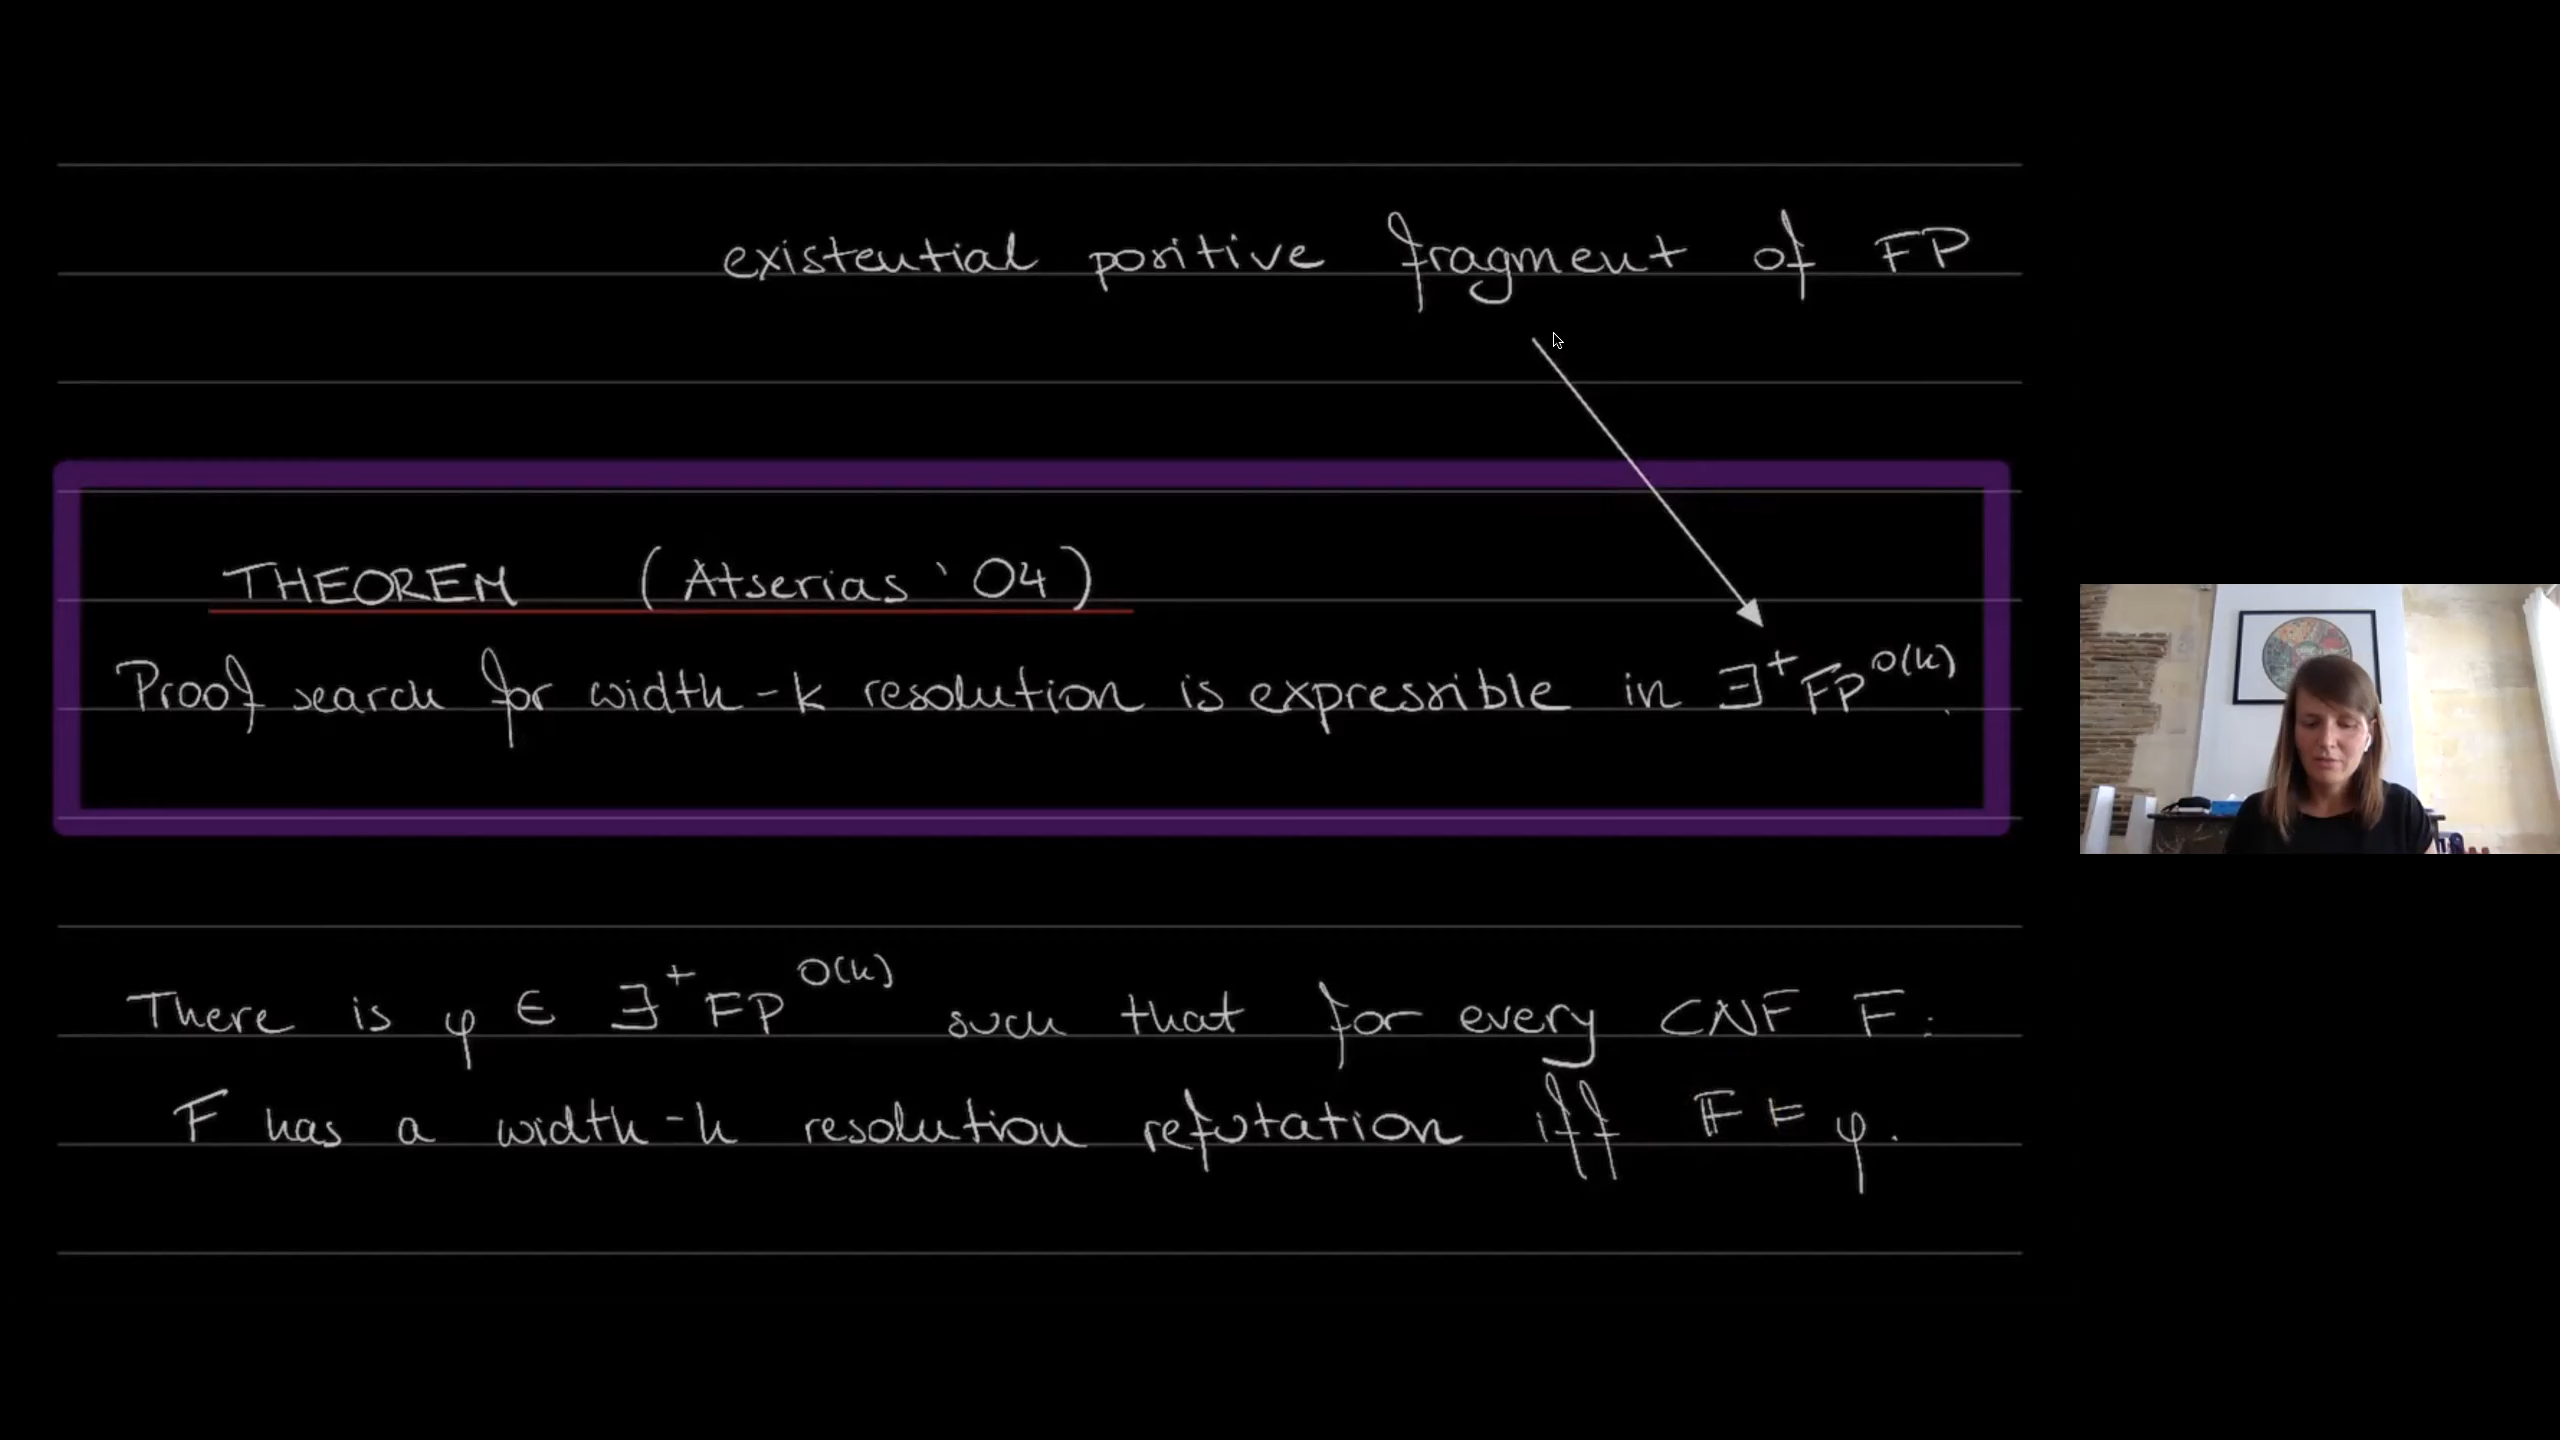 existential positive fragment of FP
THEOREM (Atserias '04)
Proof search for width-k resolution is expressible in ∃⁺FP^O(k).
There is φ ∈ ∃⁺FP^O(k) such that for every CNF F:
F has a width-k resolution refutation iff 𝔽 ⊨ φ.